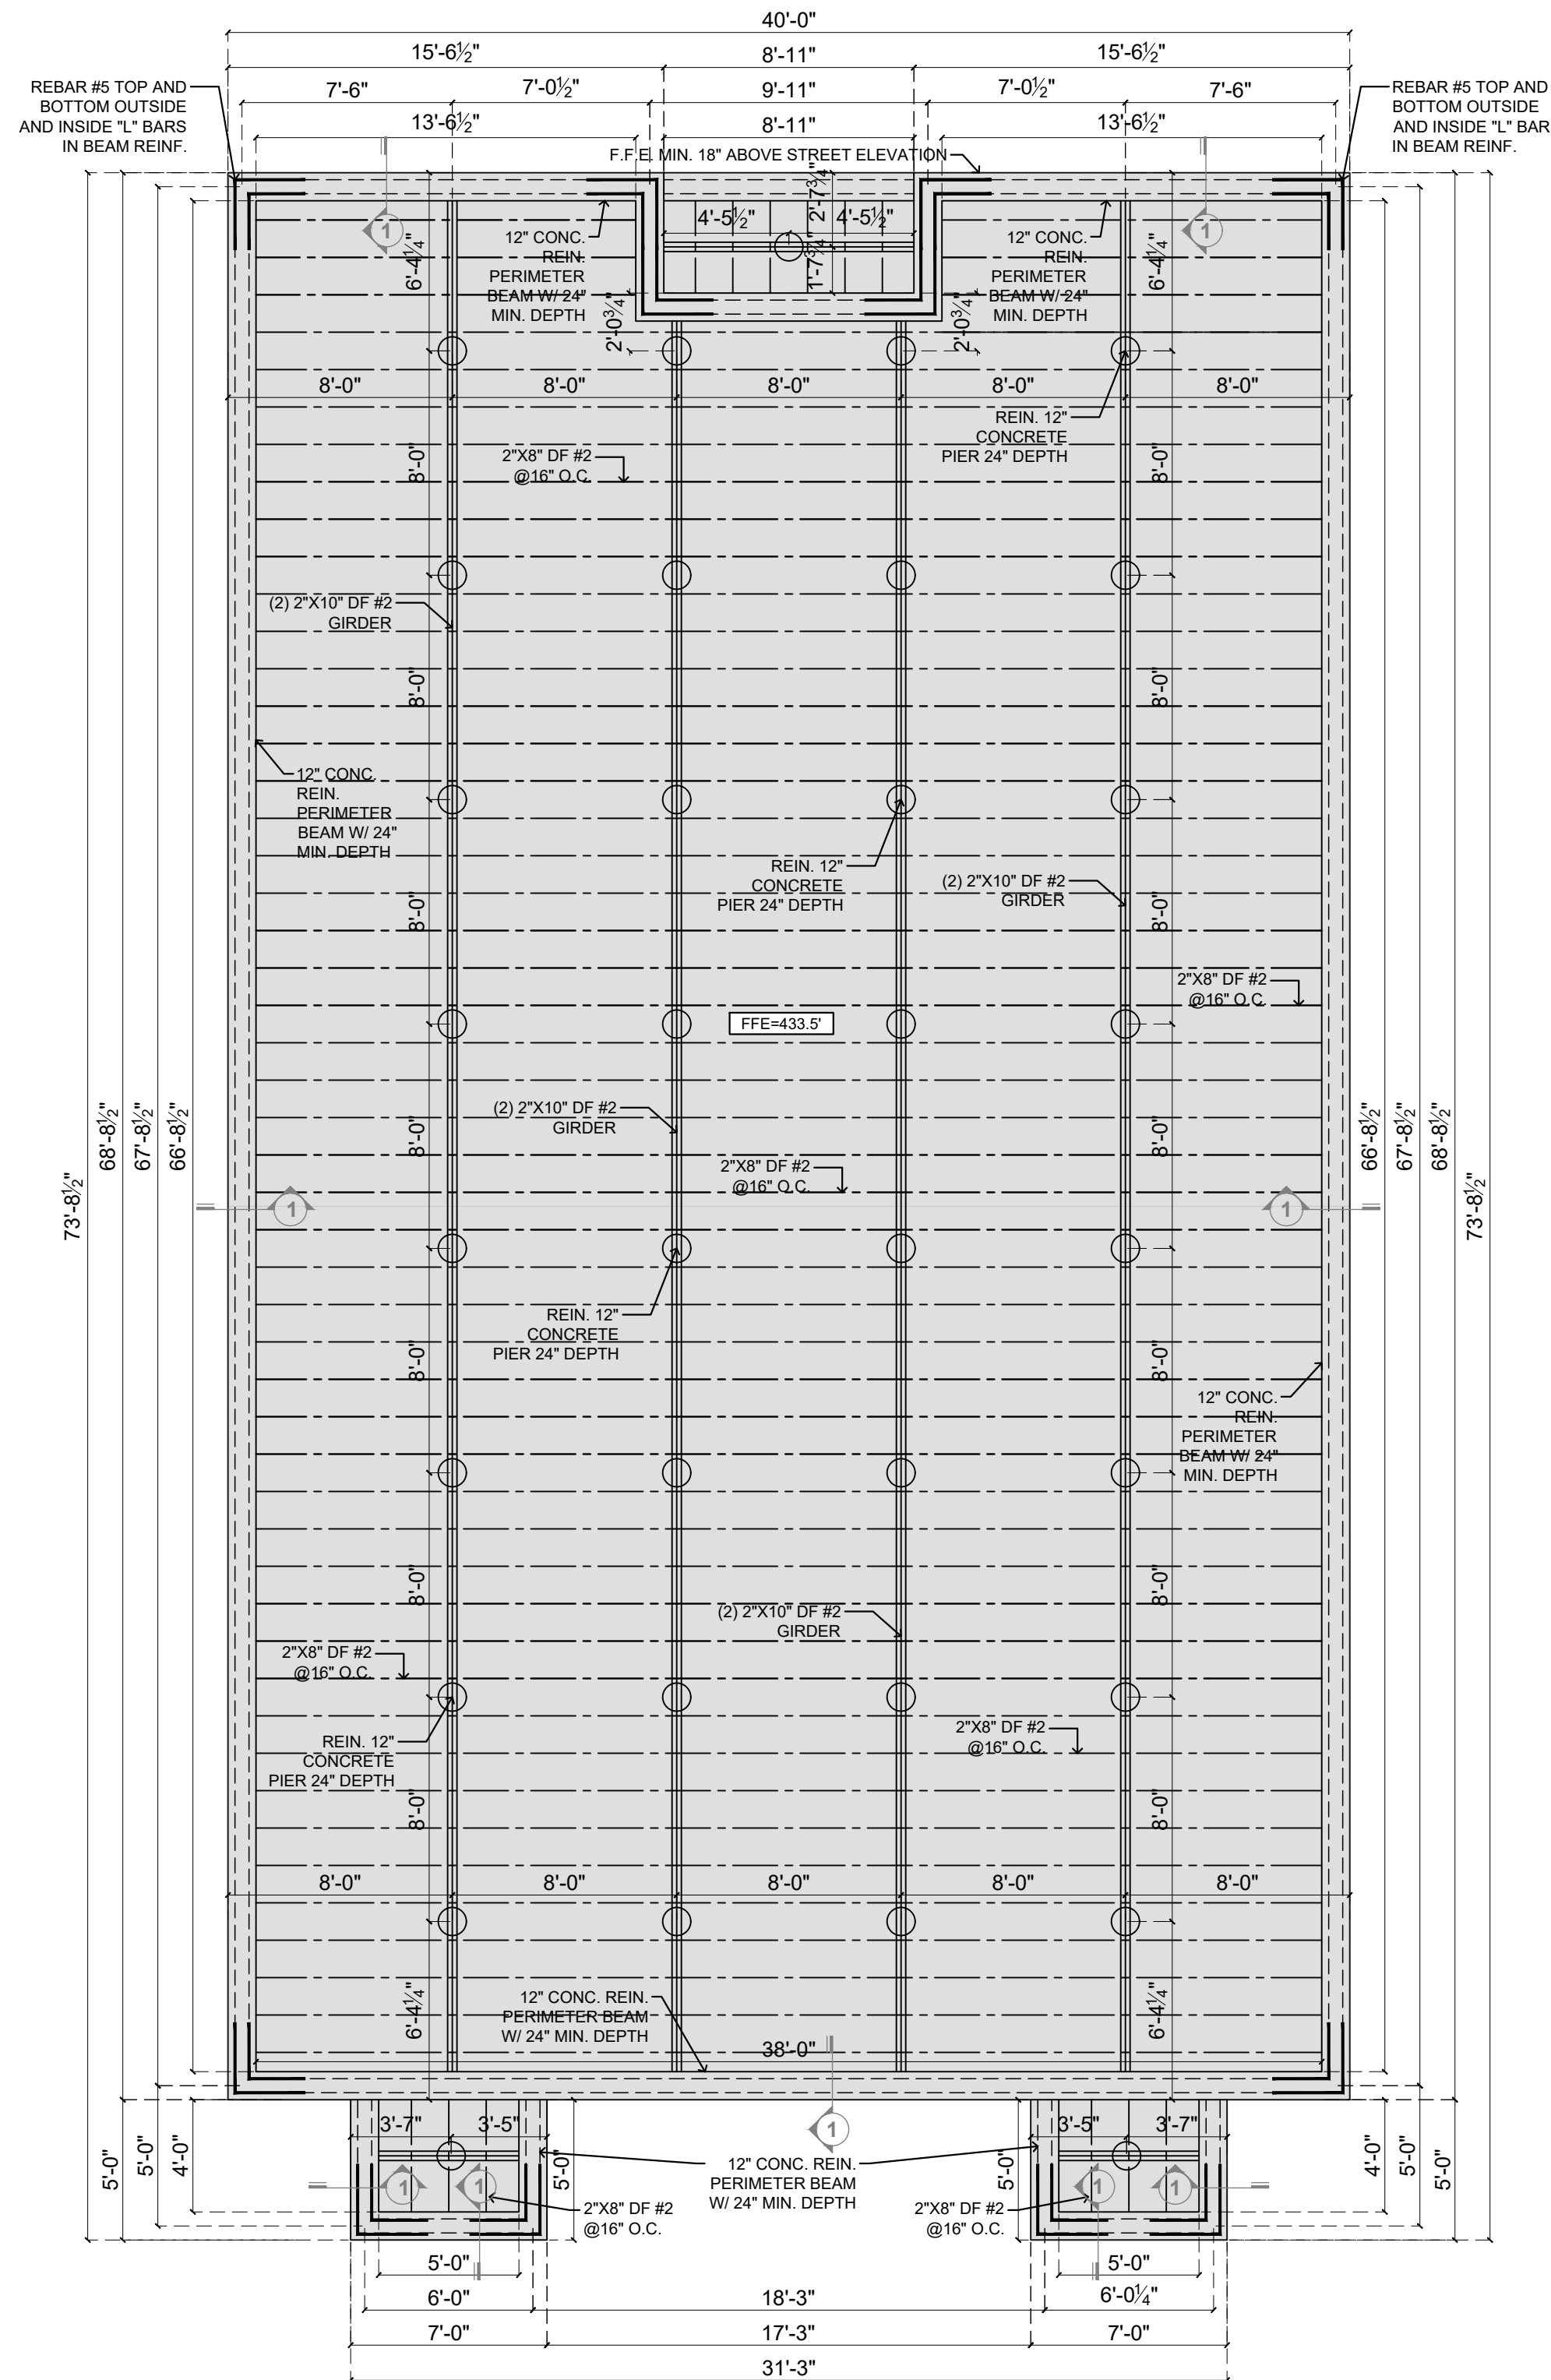 40'-0"
15'-6½"
8'-11"
15'-6½"
7'-6"
7'-0½"
9'-11"
7'-0½"
7'-6"
13'-6½"
8'-11"
13'-6½"
REBAR #5 TOP AND
BOTTOM OUTSIDE
AND INSIDE "L" BARS
IN BEAM REINF.
REBAR #5 TOP AND
BOTTOM OUTSIDE
AND INSIDE "L" BAR
IN BEAM REINF.
F.F.E. MIN. 18" ABOVE STREET ELEVATION
2'-7¾"
4'-5½"
4'-5½"
1
1'-7¾"
1
1
6'-4¼"
12" CONC.
REIN.
PERIMETER
BEAM W/ 24"
MIN. DEPTH
12" CONC.
REIN.
PERIMETER
BEAM W/ 24"
MIN. DEPTH
6'-4¼"
2'-0¾"
2'-0¾"
8'-0"
8'-0"
8'-0"
8'-0"
8'-0"
REIN. 12"
CONCRETE
PIER 24" DEPTH
8'-0"
2"X8" DF #2
@16" O.C.
8'-0"
(2) 2"X10" DF #2
GIRDER
8'-0"
8'-0"
12" CONC.
REIN.
PERIMETER
BEAM W/ 24"
MIN. DEPTH
REIN. 12"
CONCRETE
PIER 24" DEPTH
(2) 2"X10" DF #2
GIRDER
8'-0"
8'-0"
2"X8" DF #2
@16" O.C.
FFE=433.5'
(2) 2"X10" DF #2
GIRDER
8'-0"
8'-0"
73'-8½"
68'-8½"
67'-8½"
66'-8½"
66'-8½"
67'-8½"
68'-8½"
73'-8½"
2"X8" DF #2
@16" O.C.
1
1
REIN. 12"
CONCRETE
PIER 24" DEPTH
8'-0"
8'-0"
12" CONC.
REIN.
PERIMETER
BEAM W/ 24"
MIN. DEPTH
8'-0"
8'-0"
(2) 2"X10" DF #2
GIRDER
2"X8" DF #2
@16" O.C.
2"X8" DF #2
@16" O.C.
REIN. 12"
CONCRETE
PIER 24" DEPTH
8'-0"
8'-0"
8'-0"
8'-0"
8'-0"
8'-0"
8'-0"
6'-4¼"
12" CONC. REIN.
PERIMETER BEAM
W/ 24" MIN. DEPTH
6'-4¼"
38'-0"
3'-7"
3'-5"
1
3'-5"
3'-7"
5'-0"
5'-0"
4'-0"
5'-0"
5'-0"
4'-0"
5'-0"
5'-0"
12" CONC. REIN.
PERIMETER BEAM
W/ 24" MIN. DEPTH
1
1
1
1
2"X8" DF #2
@16" O.C.
2"X8" DF #2
@16" O.C.
5'-0"
5'-0"
6'-0"
18'-3"
6'-0¼"
7'-0"
17'-3"
7'-0"
31'-3"